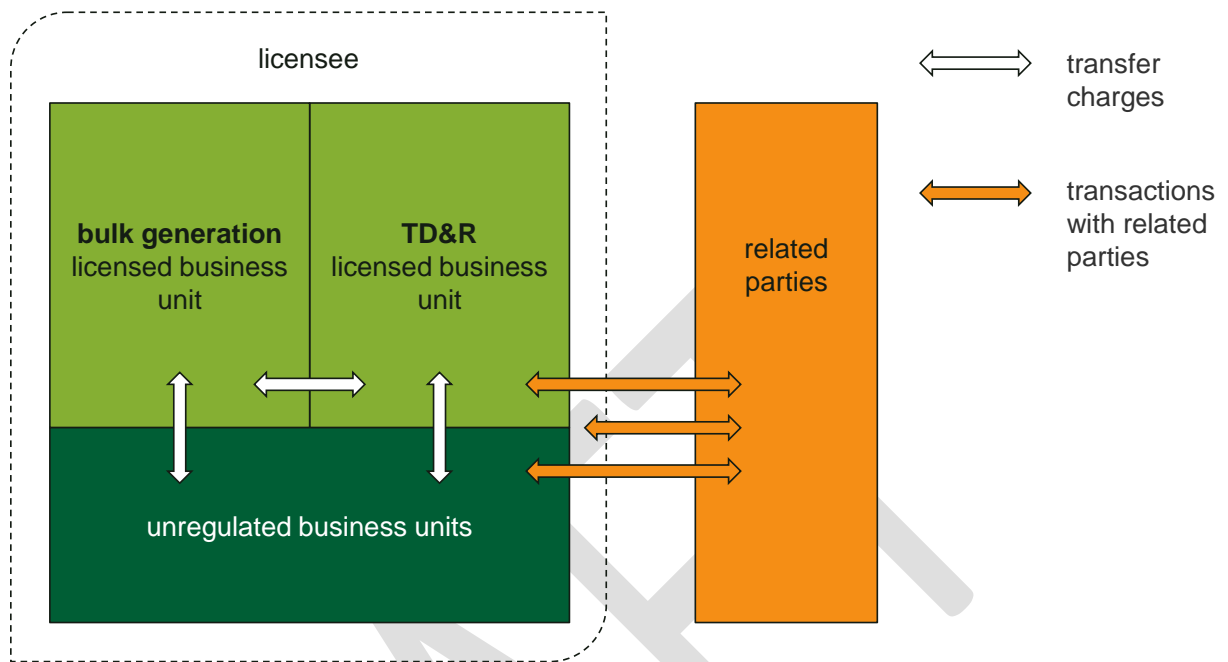 licensee
bulk generation
licensed business
unit
TD&R
licensed business
unit
unregulated business units
related
parties
transfer
charges
transactions
with related
parties